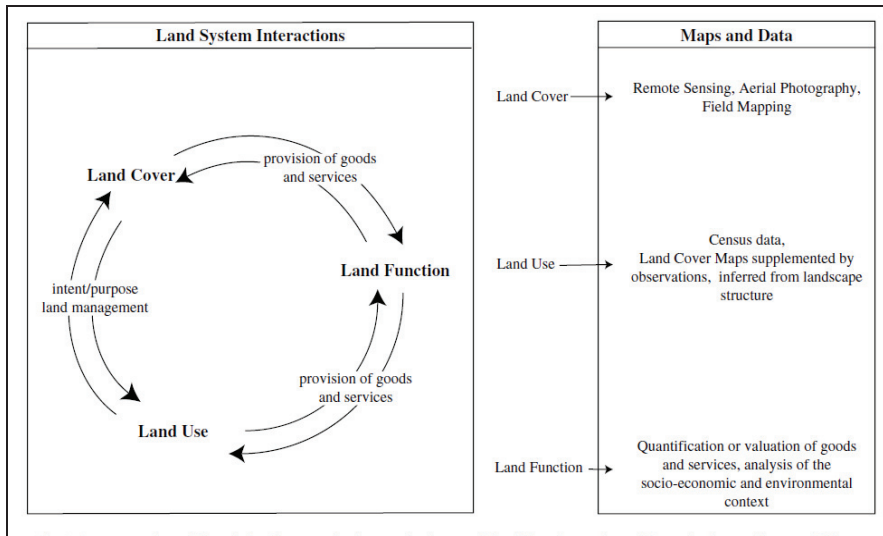 Land System Interactions
provision of goods
and services
Land Cover
Land Function
intent/purpose
land management
provision of goods
and services
Land Use
Maps and Data
Land Cover
Remote Sensing, Aerial Photography,
Field Mapping
Land Use
Census data,
Land Cover Maps supplemented by
observations, inferred from landscape
structure
Land Function
Quantification or valuation of goods
and services, analysis of the
socio-economic and environmental
context